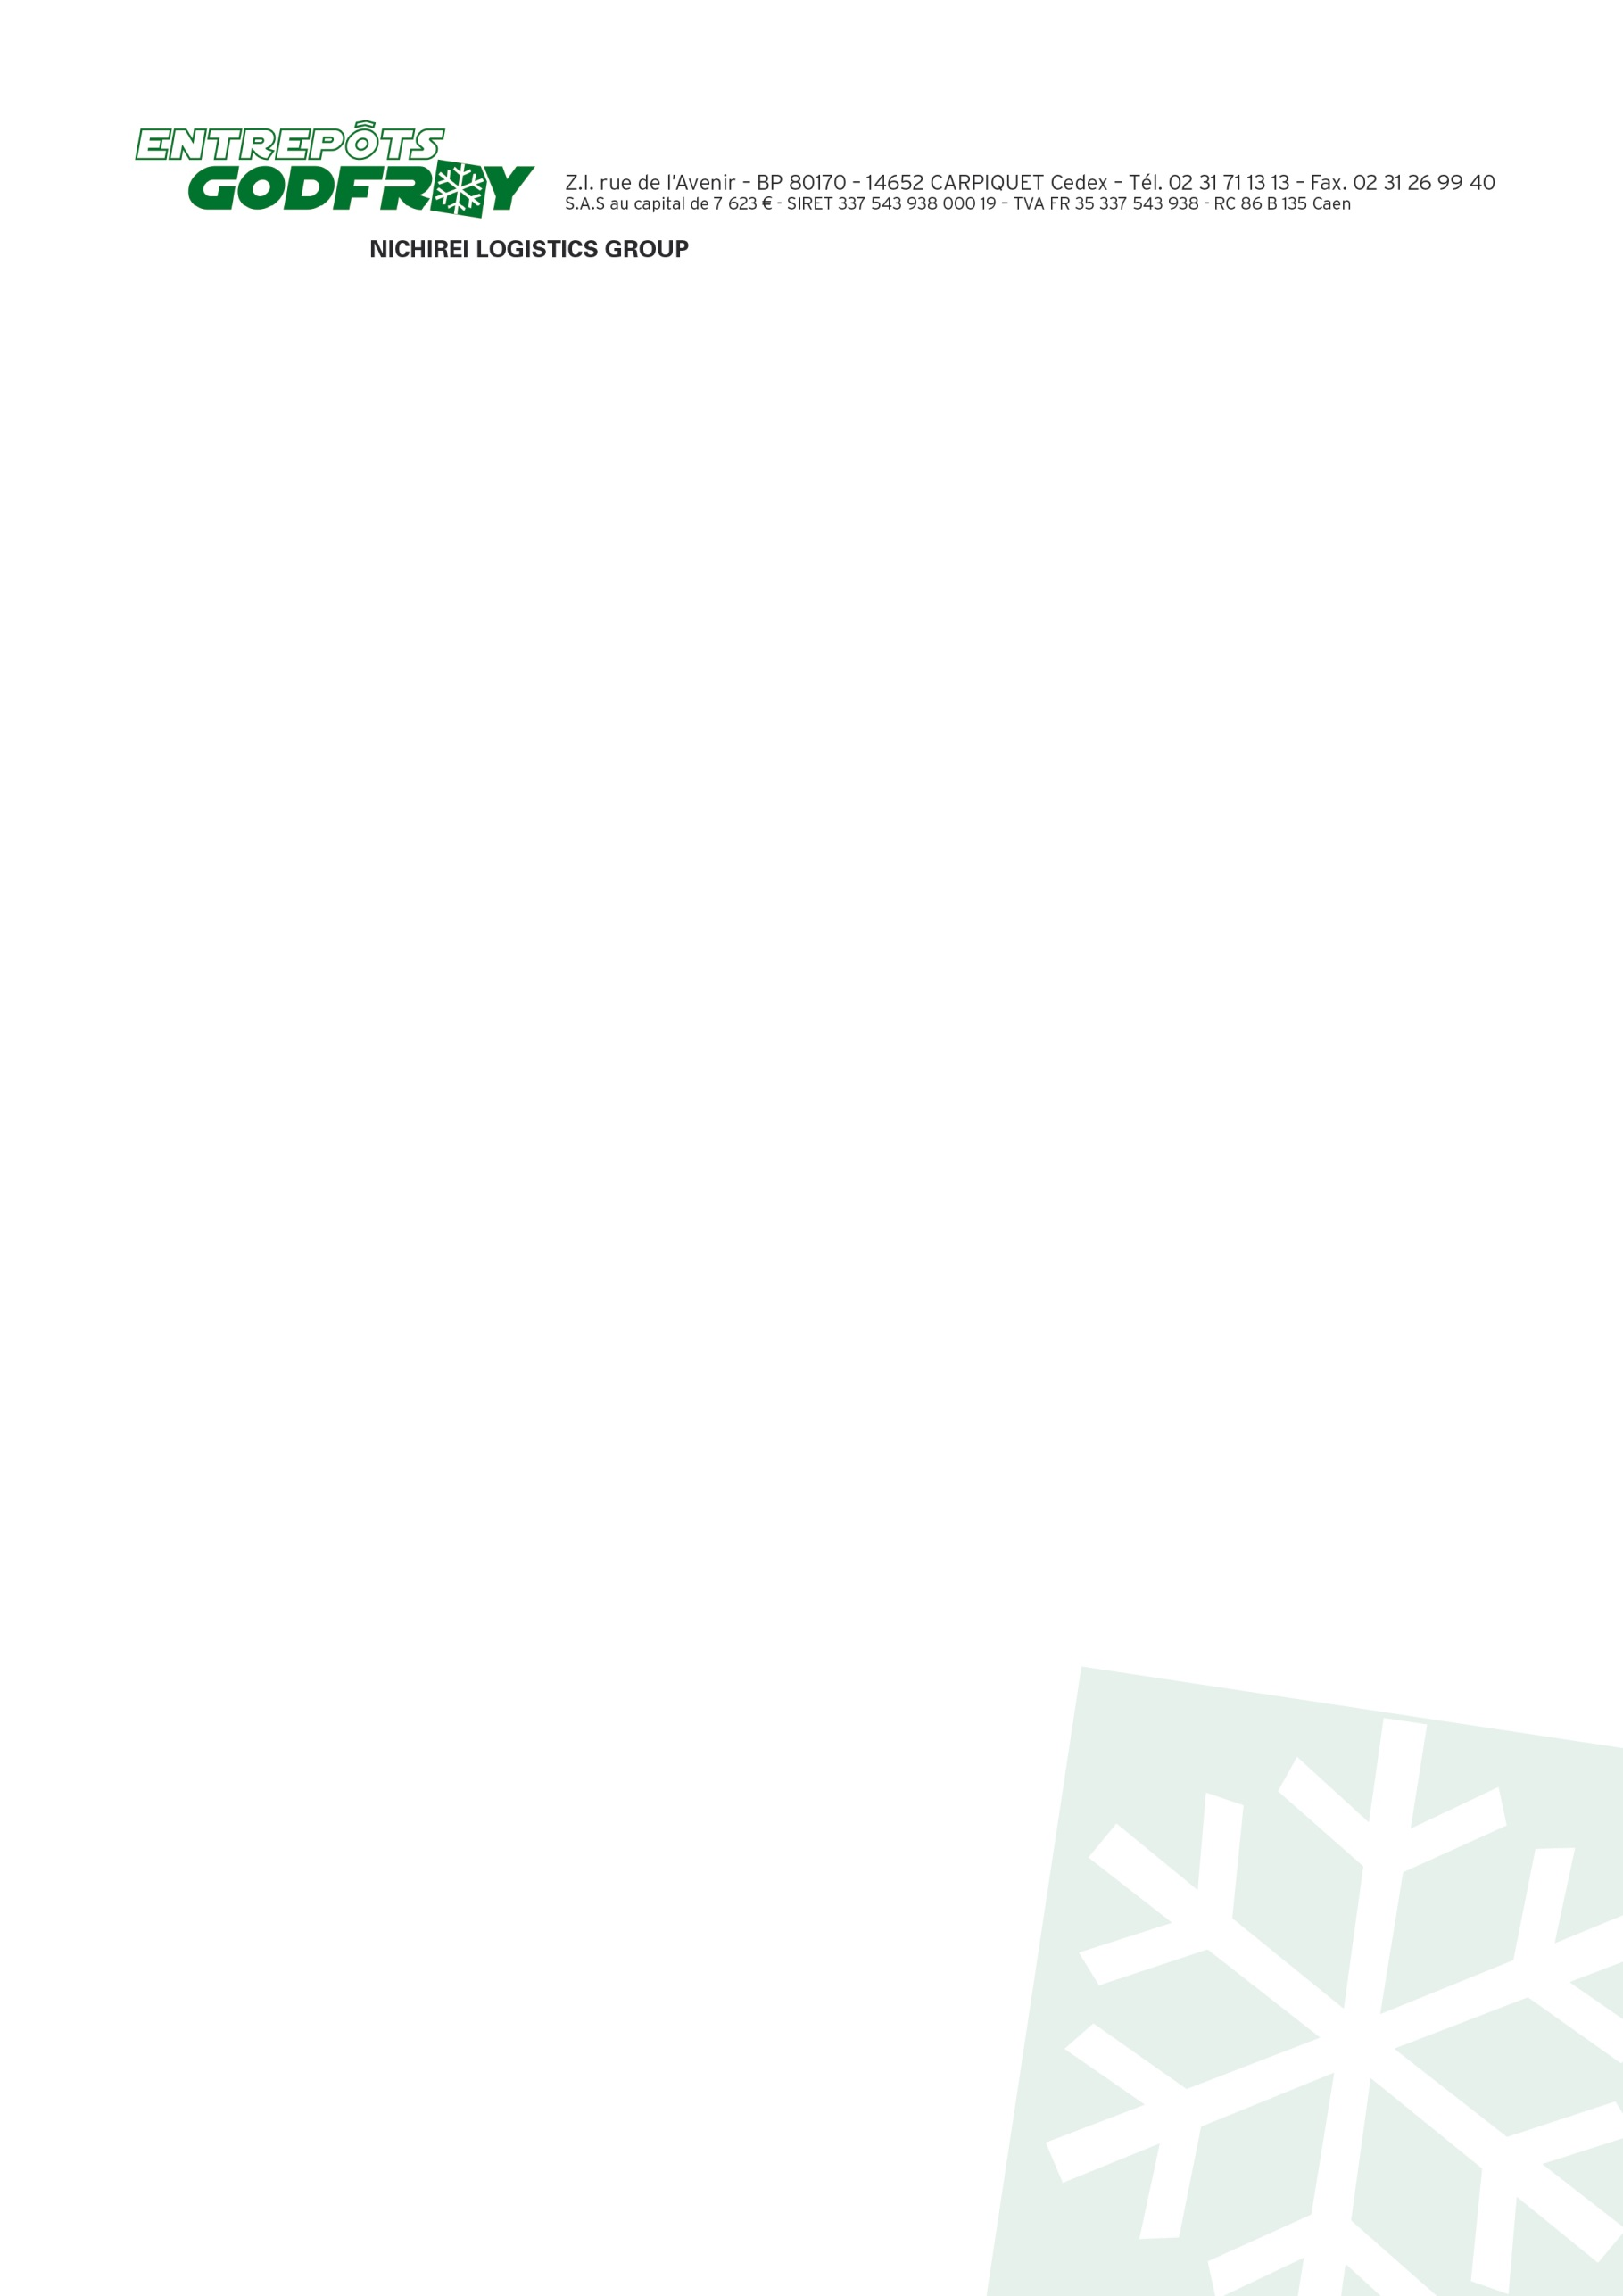 ENTREPÔTS
GODFROY
Z.I. rue de l'Avenir – BP 80170 – 14652 CARPIQUET Cedex – Tél. 02 31 71 13 13 – Fax. 02 31 26 99 40
S.A.S au capital de 7 623 € - SIRET 337 543 938 000 19 – TVA FR 35 337 543 938 - RC 86 B 135 Caen
NICHIREI LOGISTICS GROUP